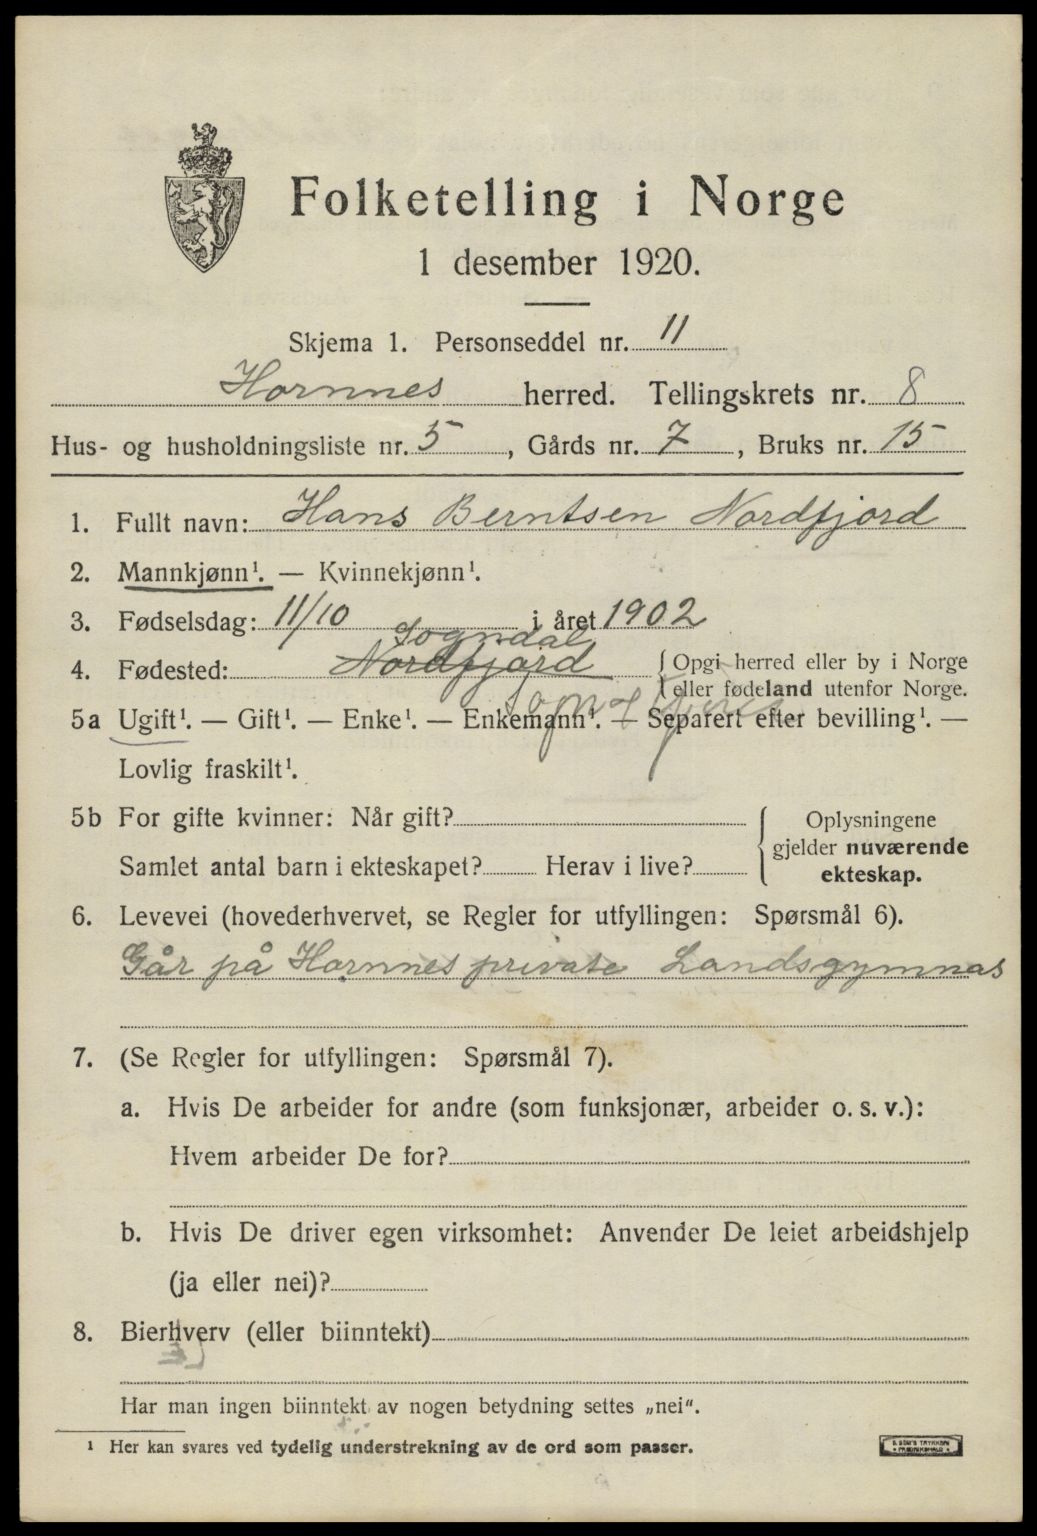 Folketelling i Norge
1 desember 1920.
Skjema 1. Personseddel nr. 11
Hornnes herred. Tellingskrets nr. 8
Hus- og husholdningsliste nr. 5, Gårds nr. 7, Bruks nr. 15
1. Fullt navn: Hans Berntsen Nordfjord
2. Mannkjønn¹. — Kvinnekjønn¹.
3. Fødselsdag: 11/10 i året 1902
Sogndal
4. Fødested: Nordfjord { Opgi herred eller by i Norge
eller fødeland utenfor Norge.
Sogn & Fjord.
5a Ugift¹. — Gift¹. — Enke¹. — Enkemann¹. — Separert efter bevilling¹. —
Lovlig fraskilt¹.
5b For gifte kvinner: Når gift?
Samlet antal barn i ekteskapet? Herav i live?
Oplysningene
gjelder nuværende
ekteskap.
6. Levevei (hovederhvervet, se Regler for utfyllingen: Spørsmål 6).
Går på Hornnes private Landsgymnas
7. (Se Regler for utfyllingen: Spørsmål 7).
a. Hvis De arbeider for andre (som funksjonær, arbeider o. s. v.):
Hvem arbeider De for?
b. Hvis De driver egen virksomhet: Anvender De leiet arbeidshjelp
(ja eller nei)?
8. Bierhverv (eller biinntekt)
Har man ingen biinntekt av nogen betydning settes „nei".
¹ Her kan svares ved tydelig understrekning av de ord som passer.